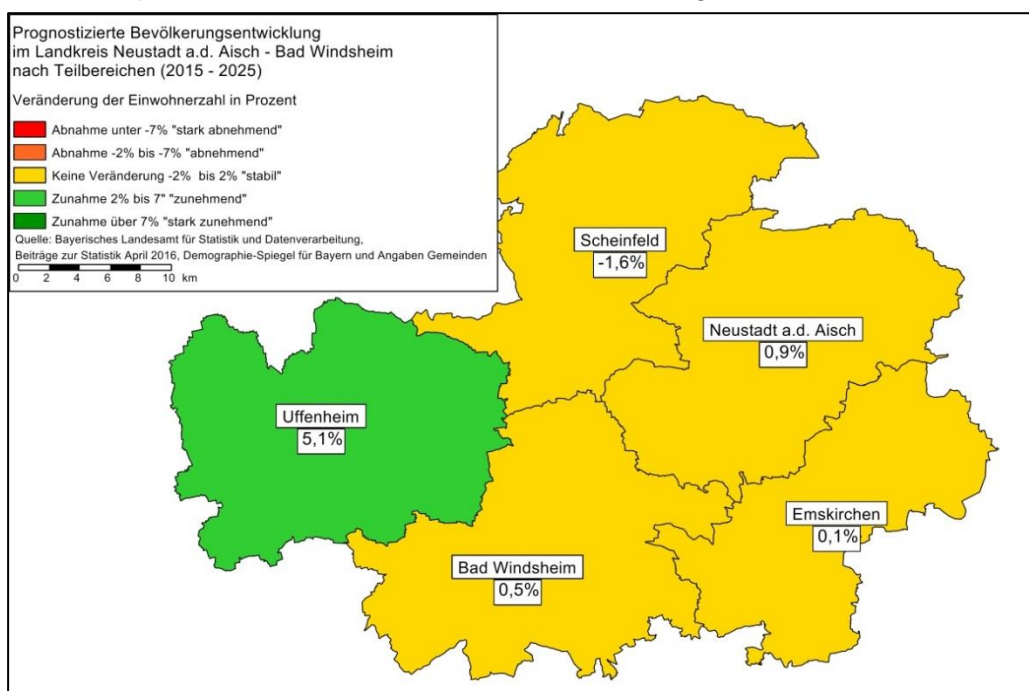 Prognostizierte Bevölkerungsentwicklung
im Landkreis Neustadt a.d. Aisch - Bad Windsheim
nach Teilbereichen (2015 - 2025)
Veränderung der Einwohnerzahl in Prozent
Abnahme unter -7% "stark abnehmend"
Abnahme -2% bis -7% "abnehmend"
Keine Veränderung -2% bis 2% "stabil"
Zunahme 2% bis 7" "zunehmend"
Zunahme über 7% "stark zunehmend"
Quelle: Bayerisches Landesamt für Statistik und Datenverarbeitung,
Beiträge zur Statistik April 2016, Demographie-Spiegel für Bayern und Angaben Gemeinden
0 2 4 6 8 10 km
Scheinfeld
-1,6%
Neustadt a.d. Aisch
0,9%
Uffenheim
5,1%
Emskirchen
0,1%
Bad Windsheim
0,5%